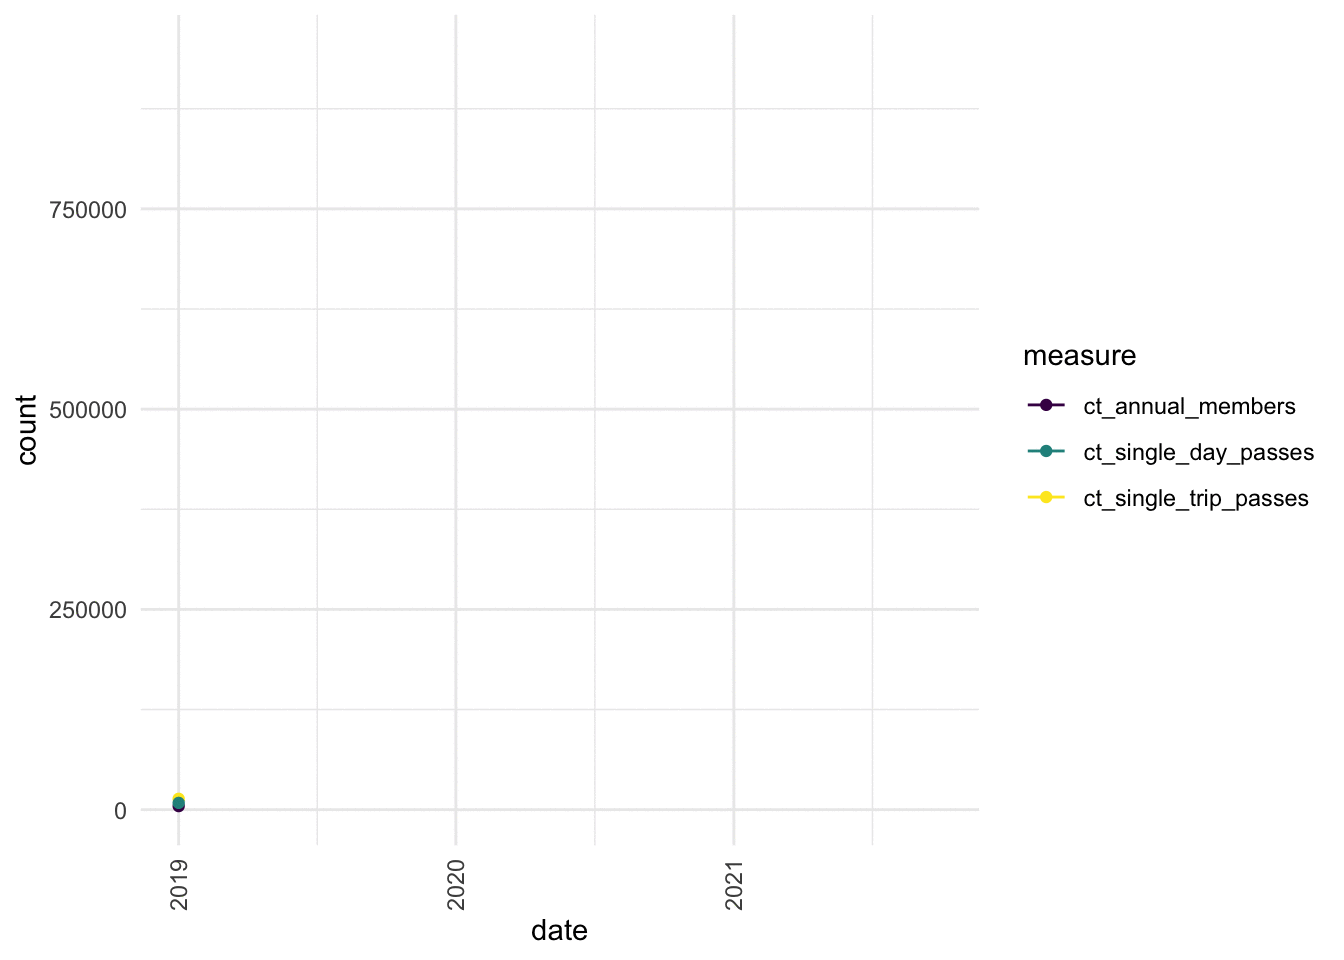 750000
500000
250000
0
count
2019
2020
2021
date
measure
ct_annual_members
ct_single_day_passes
ct_single_trip_passes